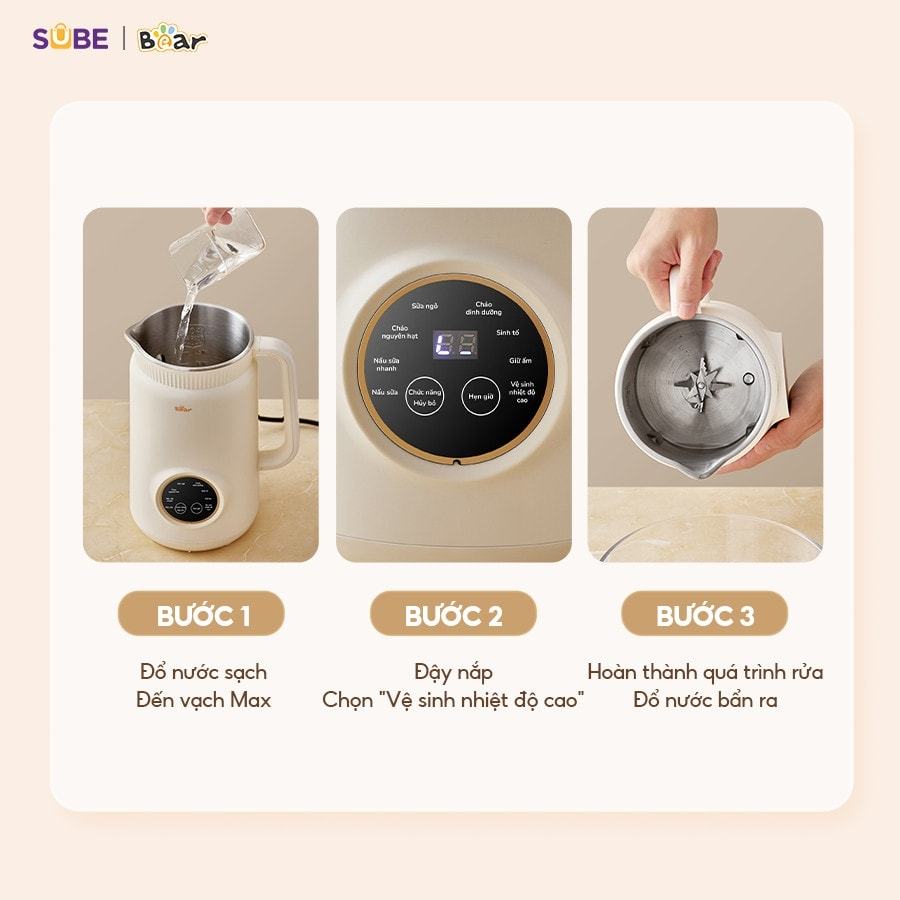 SUBE | Bear
Bear
Sữa ngô
Cháo
dinh dưỡng
Cháo
nguyên hạt
Sinh tố
Nấu sữa
nhanh
Giữ ấm
Nấu sữa
Chức năng
Hủy bỏ
Hẹn giờ
Vệ sinh
nhiệt độ
cao
BƯỚC 1
BƯỚC 2
BƯỚC 3
Đổ nước sạch
Đến vạch Max
Đậy nắp
Chọn "Vệ sinh nhiệt độ cao"
Hoàn thành quá trình rửa
Đổ nước bẩn ra